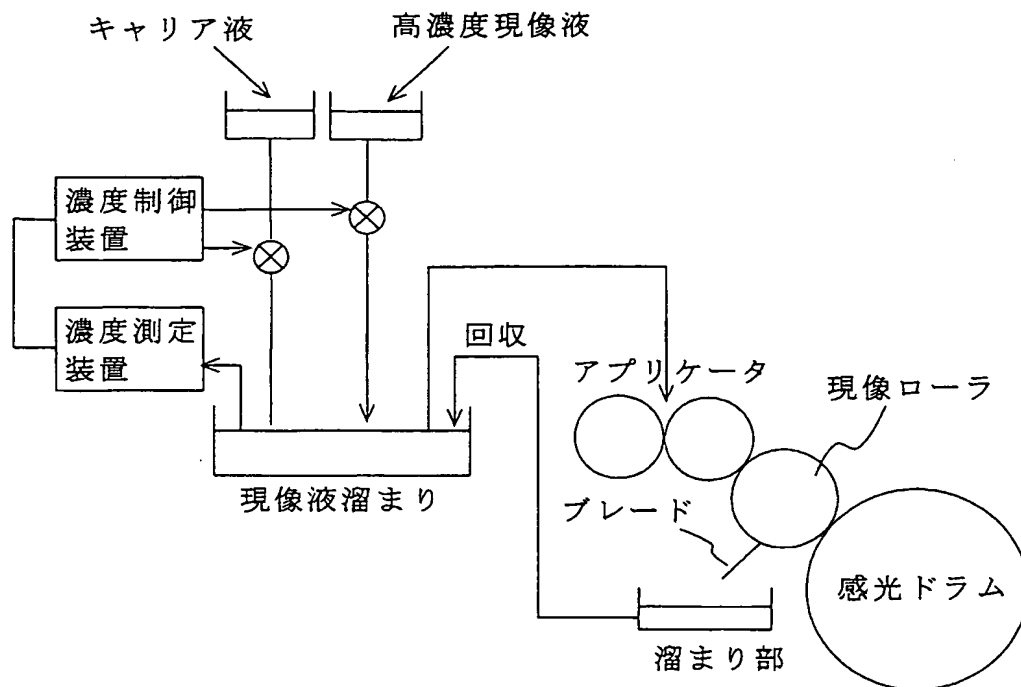 キャリア液
高濃度現像液
濃度制御
装置
濃度測定
装置
回収
アプリケータ
現像ローラ
現像液溜まり
ブレード
感光ドラム
溜まり部